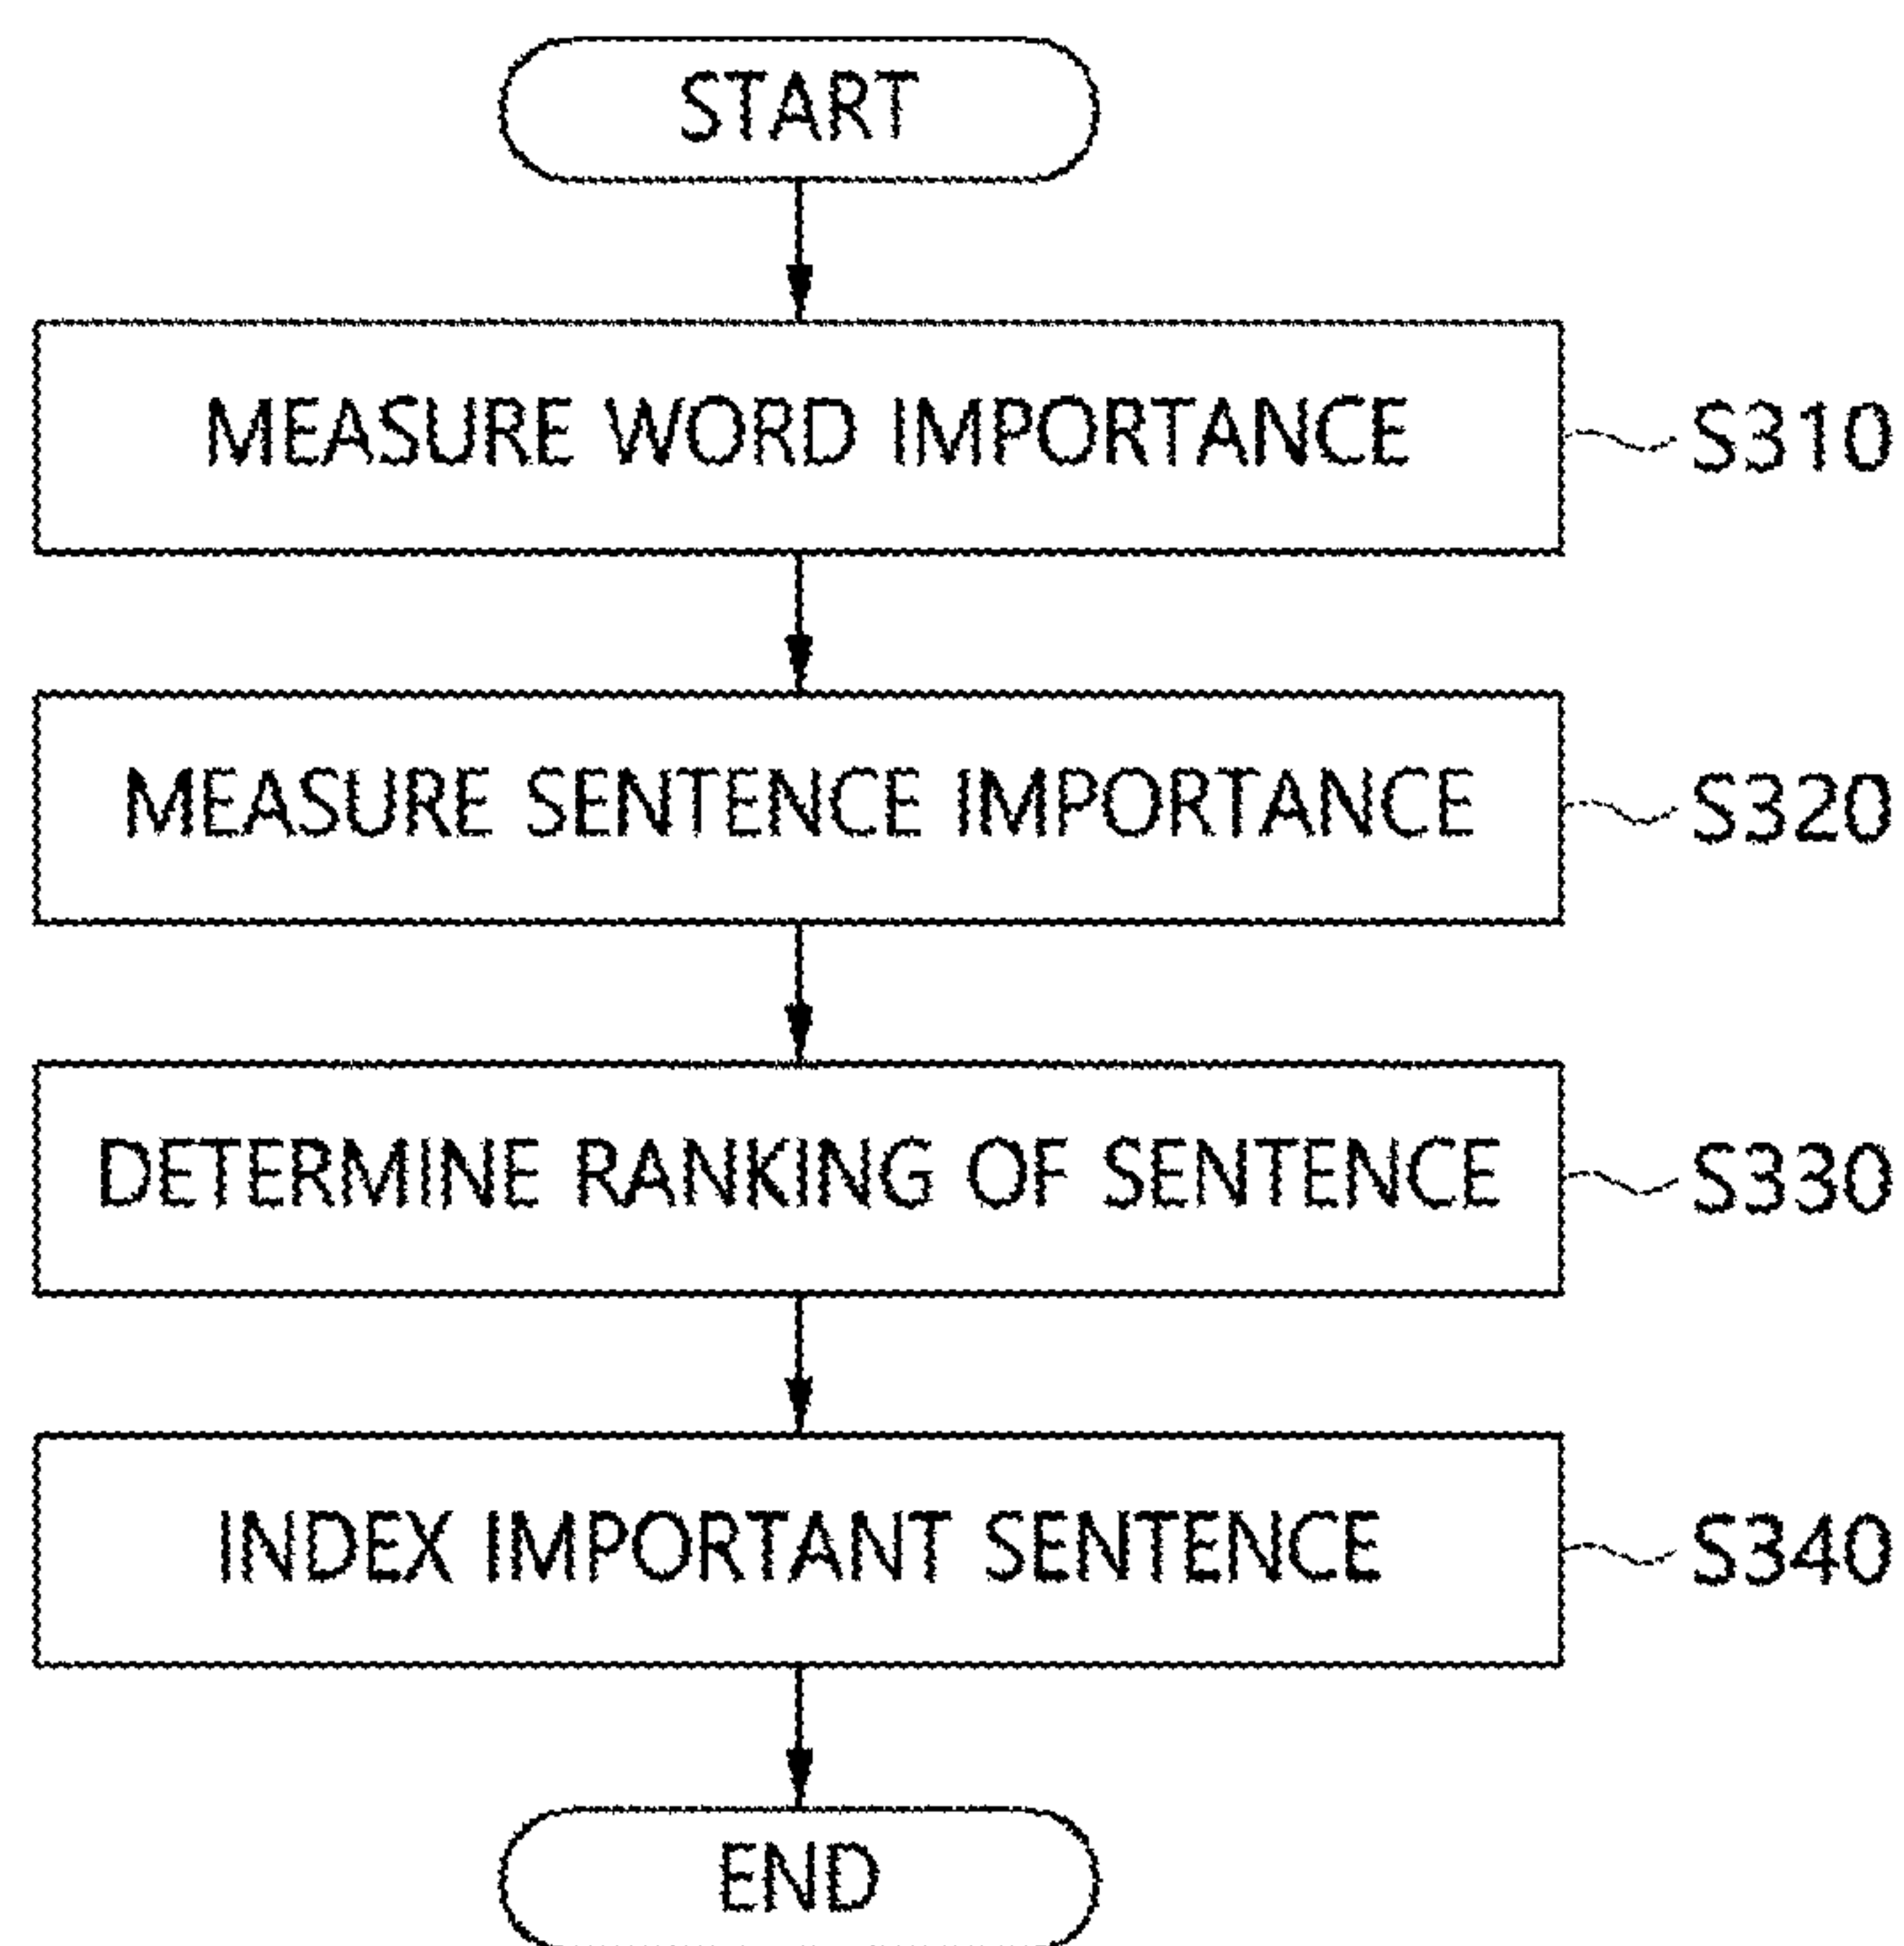 START
MEASURE WORD IMPORTANCE
S310
MEASURE SENTENCE IMPORTANCE
S320
DETERMINE RANKING OF SENTENCE
S330
INDEX IMPORTANT SENTENCE
S340
END